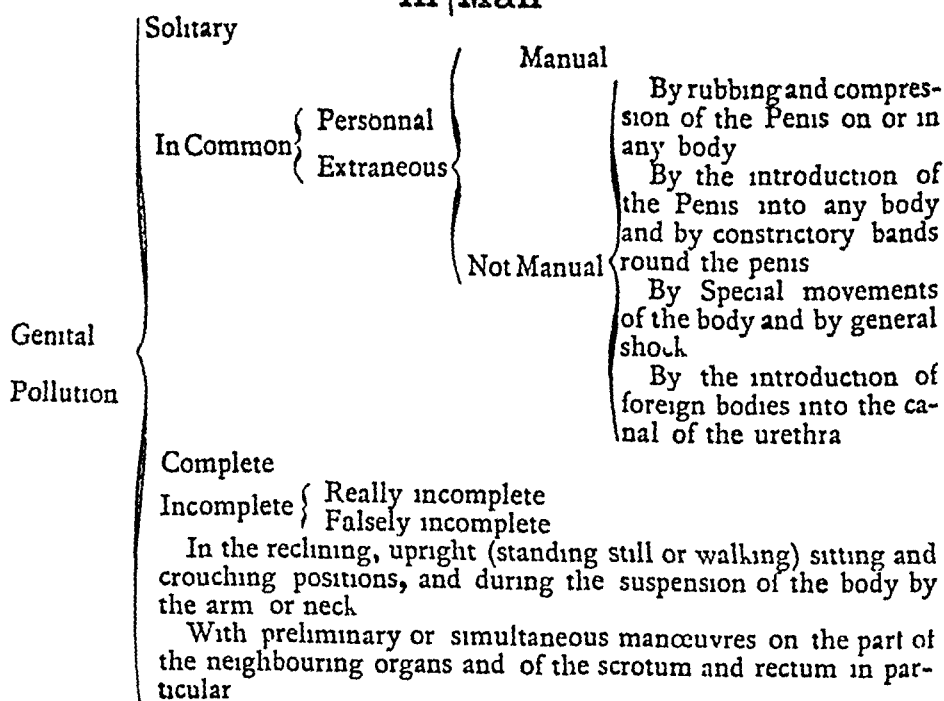 In Man
Solitary
Manual
By rubbing and compres-
sion of the Penis on or in
any body
Personnal
In Common
Extraneous
By the introduction of
the Penis into any body
and by constrictory bands
Not Manual
round the penis
By Special movements
of the body and by general
shock
Genital
Pollution
By the introduction of
foreign bodies into the ca-
nal of the urethra
Complete
Incomplete
Really incomplete
Falsely incomplete
In the reclining, upright (standing still or walking) sitting and
crouching positions, and during the suspension of the body by
the arm or neck
With preliminary or simultaneous manœuvres on the part of
the neighbouring organs and of the scrotum and rectum in par-
ticular